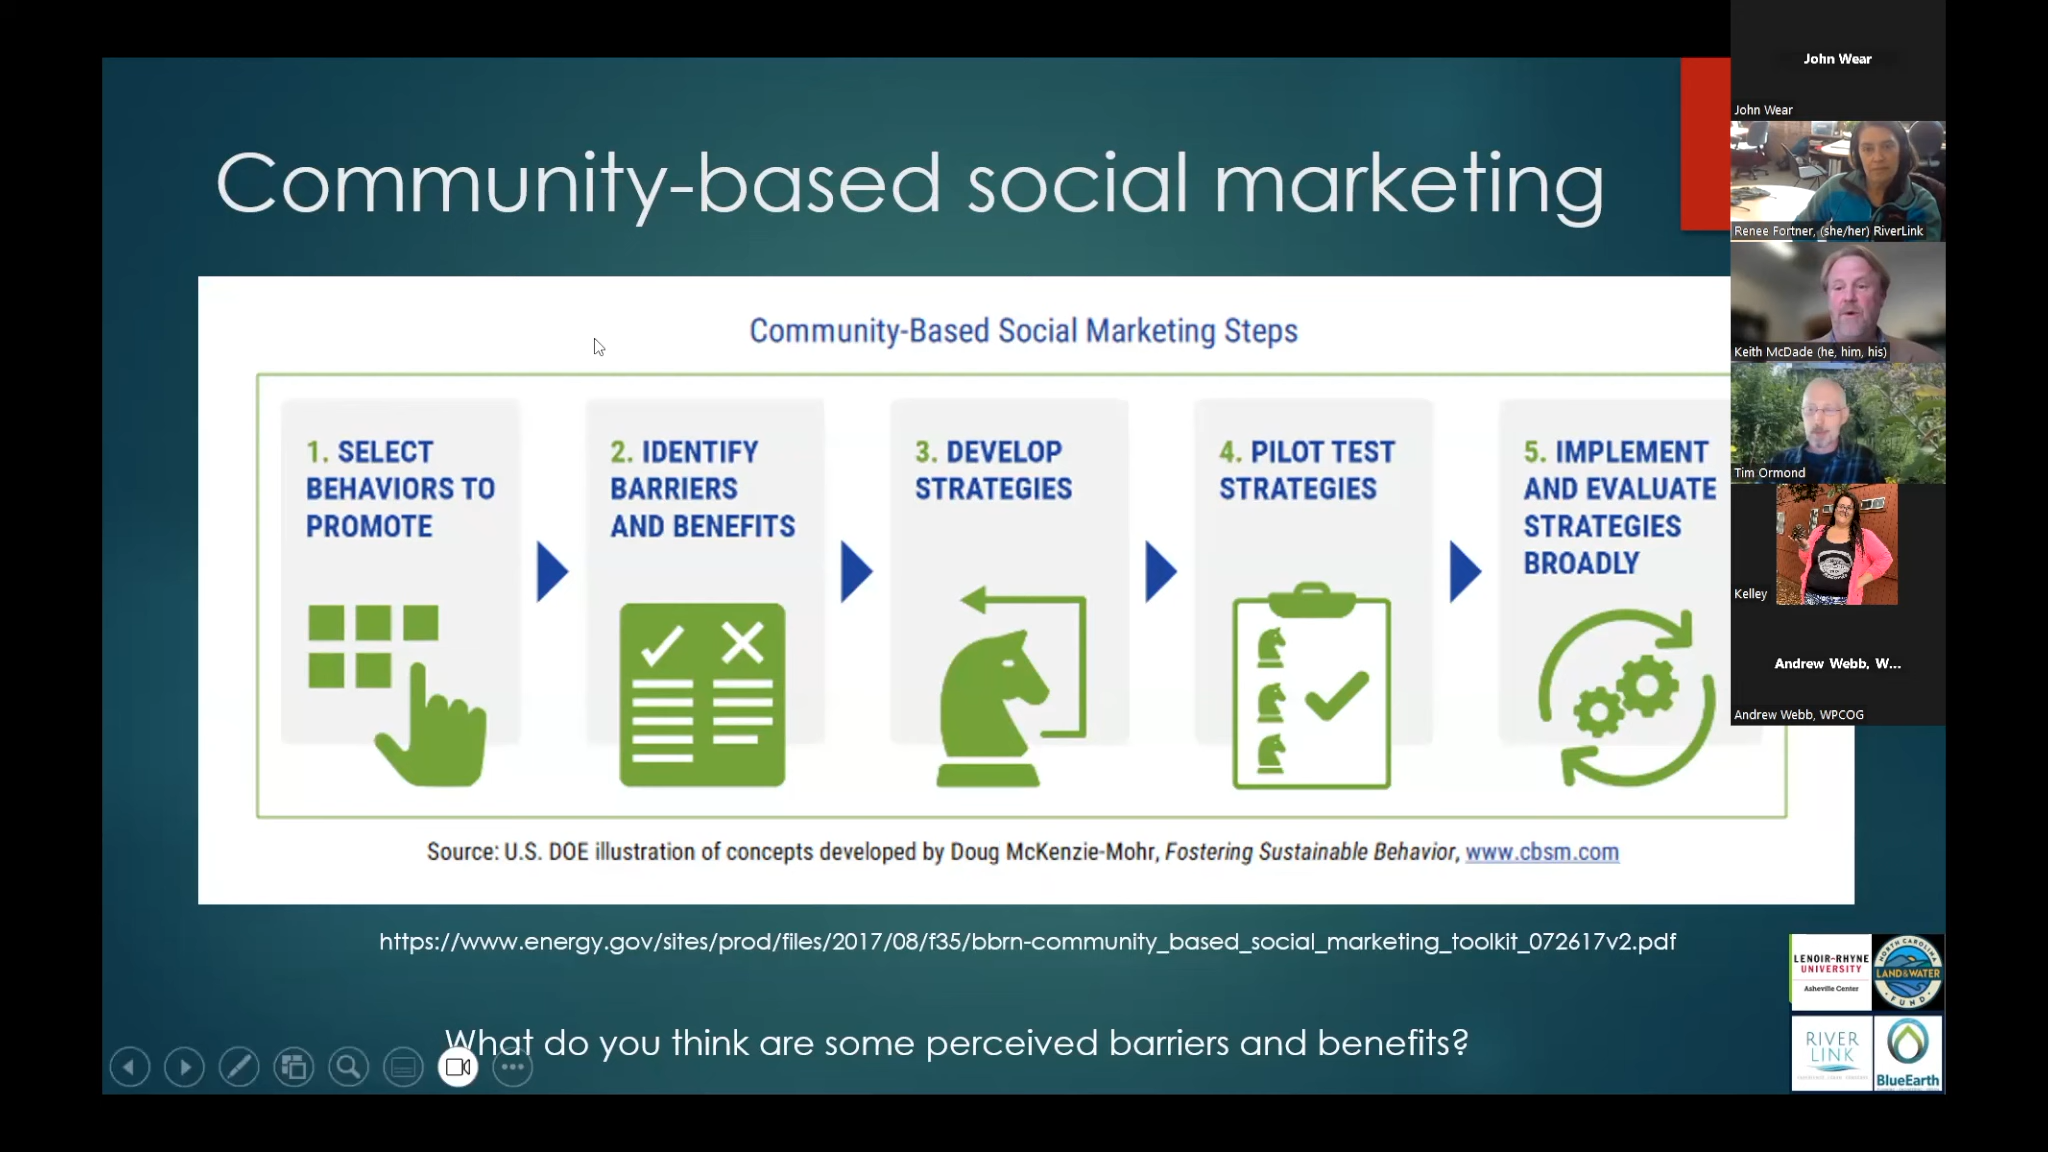 Community-based social marketing
Community-Based Social Marketing Steps
1. SELECT
BEHAVIORS TO
PROMOTE
2. IDENTIFY
BARRIERS
AND BENEFITS
3. DEVELOP
STRATEGIES
4. PILOT TEST
STRATEGIES
5. IMPLEMENT
AND EVALUATE
STRATEGIES
BROADLY
Source: U.S. DOE illustration of concepts developed by Doug McKenzie-Mohr, Fostering Sustainable Behavior, www.cbsm.com
https://www.energy.gov/sites/prod/files/2017/08/f35/bbrn-community_based_social_marketing_toolkit_072617v2.pdf
What do you think are some perceived barriers and benefits?
John Wear
John Wear
Renee Fortner, (she/her) RiverLink
Keith McDade (he, him, his)
Tim Ormond
Kelley
Andrew Webb, W...
Andrew Webb, WPCOG
LENOIR-RHYNE
UNIVERSITY
Asheville Center
NORTH CAROLINA
LAND & WATER
FUND
RIVER
LINK
BlueEarth